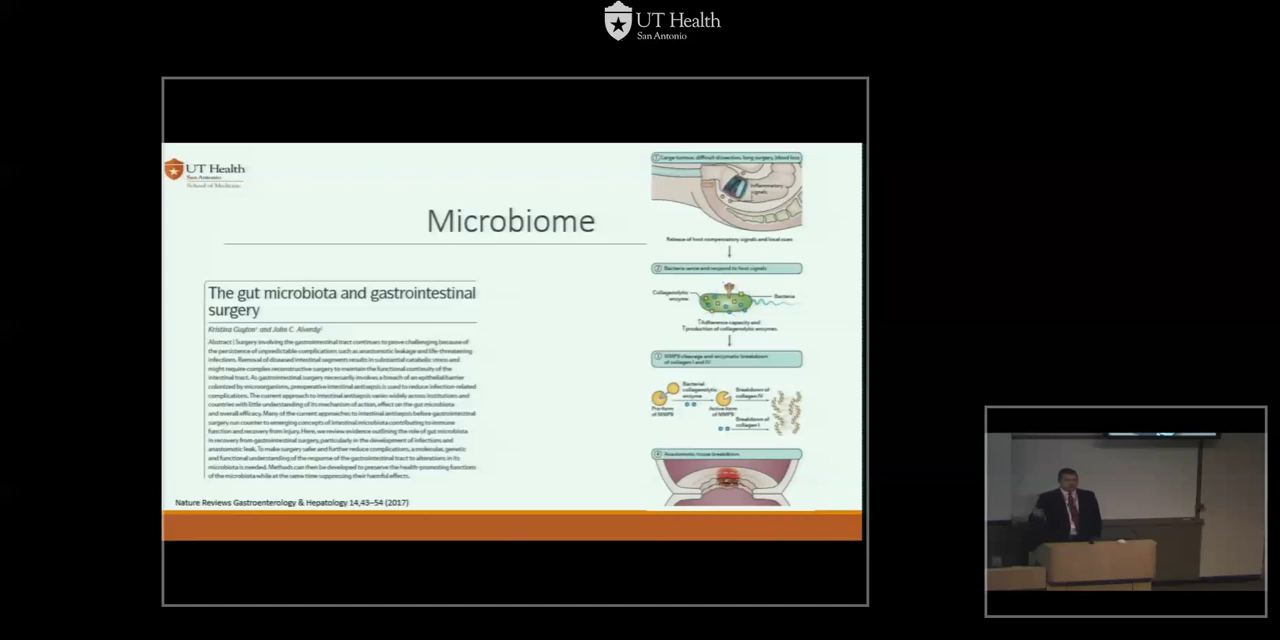 UT Health
San Antonio
UT Health
San Antonio
School of Medicine
Microbiome
The gut microbiota and gastrointestinal
surgery
Kristina Guyton¹ and John C. Alverdy¹
Abstract | Surgery involving the gastrointestinal tract continues to prove challenging because of
the persistence of unpredictable complications such as anastomotic leakage and life-threatening
infections. Removal of diseased intestinal segments results in substantial catabolic stress and
might require complex reconstructive surgery to maintain the functional continuity of the
intestinal tract. As gastrointestinal surgery necessarily involves a breach of an epithelial barrier
colonized by microorganisms, preoperative intestinal antisepsis is used to reduce infection-related
complications. The current approach to intestinal antisepsis varies widely across institutions and
countries with little understanding of its mechanism of action, effect on the gut microbiota
and overall efficacy. Many of the current approaches to intestinal antisepsis before gastrointestinal
surgery run counter to emerging concepts of intestinal microbiota contributing to immune
function and recovery from injury. Here, we review evidence outlining the role of gut microbiota
in recovery from gastrointestinal surgery, particularly in the development of infections and
anastomotic leak. To make surgery safer and further reduce complications, a molecular, genetic
and functional understanding of the response of the gastrointestinal tract to alterations in its
microbiota is needed. Methods can then be developed to preserve the health-promoting functions
of the microbiota while at the same time suppressing their harmful effects.
Nature Reviews Gastroenterology & Hepatology 14,43–54 (2017)
1 Large tumour, difficult dissection, long surgery, blood loss
Inflammatory
signals
Release of host compensatory signals and local cues
2 Bacteria sense and respond to host signals
Collagenolytic
enzyme
Bacteria
↑Adherence capacity and
↑production of collagenolytic enzymes
3 MMP9 cleavage and enzymatic breakdown
of collagen I and IV
Bacterial
collagenolytic
enzyme
Breakdown of
collagen IV
Pro-form
of MMP9
Active-form
of MMP9
Breakdown of
collagen I
4 Anastomotic tissue breakdown